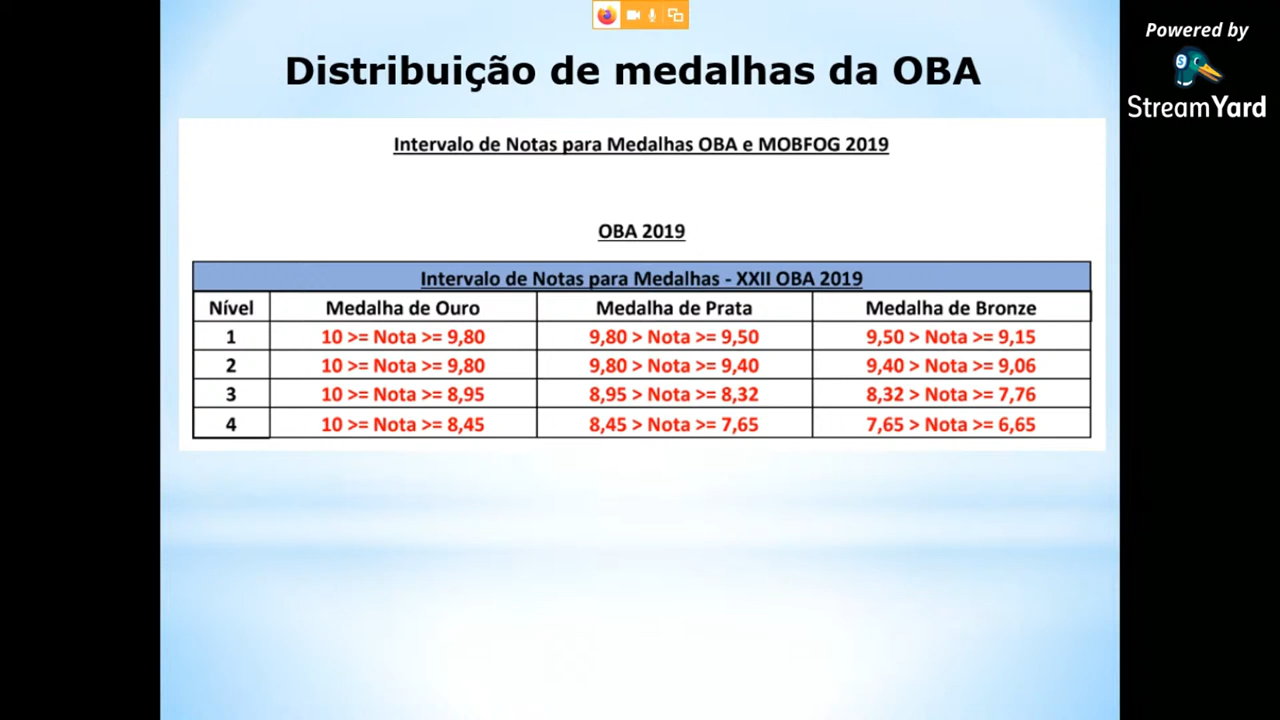 Distribuição de medalhas da OBA
Intervalo de Notas para Medalhas OBA e MOBFOG 2019
OBA 2019
Intervalo de Notas para Medalhas - XXII OBA 2019
Nível Medalha de Ouro Medalha de Prata Medalha de Bronze
1 10 >= Nota >= 9,80 9,80 > Nota >= 9,50 9,50 > Nota >= 9,15
2 10 >= Nota >= 9,80 9,80 > Nota >= 9,40 9,40 > Nota >= 9,06
3 10 >= Nota >= 8,95 8,95 > Nota >= 8,32 8,32 > Nota >= 7,76
4 10 >= Nota >= 8,45 8,45 > Nota >= 7,65 7,65 > Nota >= 6,65
Powered by
StreamYard